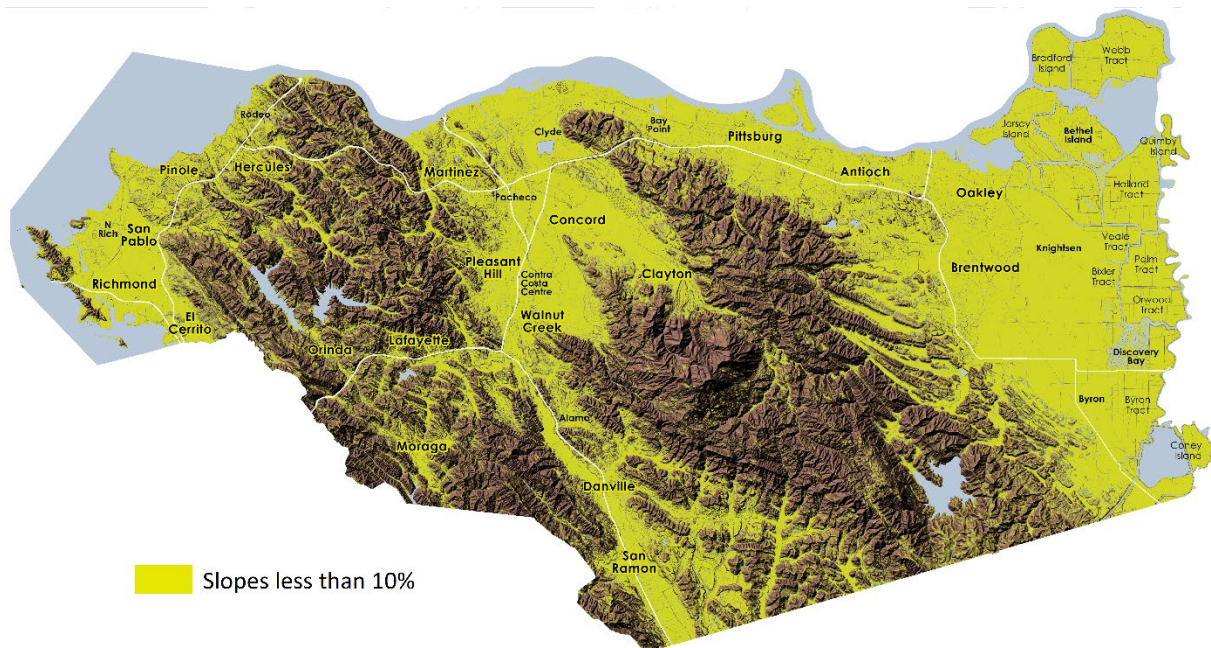 Bradford
Island
Webb
Tract
Rodeo
Clyde
Bay
Point
Pittsburg
Jersey
Island
Bethel
Island
Quimby
Island
Pinole
Hercules
Martinez
Antioch
Oakley
Holland
Tract
Pacheco
N
Rich
San
Pablo
Concord
Knightsen
Veale
Tract
Palm
Tract
Richmond
Pleasant
Hill
Contra
Costa
Centre
Clayton
Brentwood
Bixler
Tract
Orwood
Tract
El
Cerrito
Walnut
Creek
Orinda
Lafayette
Discovery
Bay
Alamo
Byron
Byron
Tract
Moraga
Coney
Island
Danville
San
Ramon
Slopes less than 10%